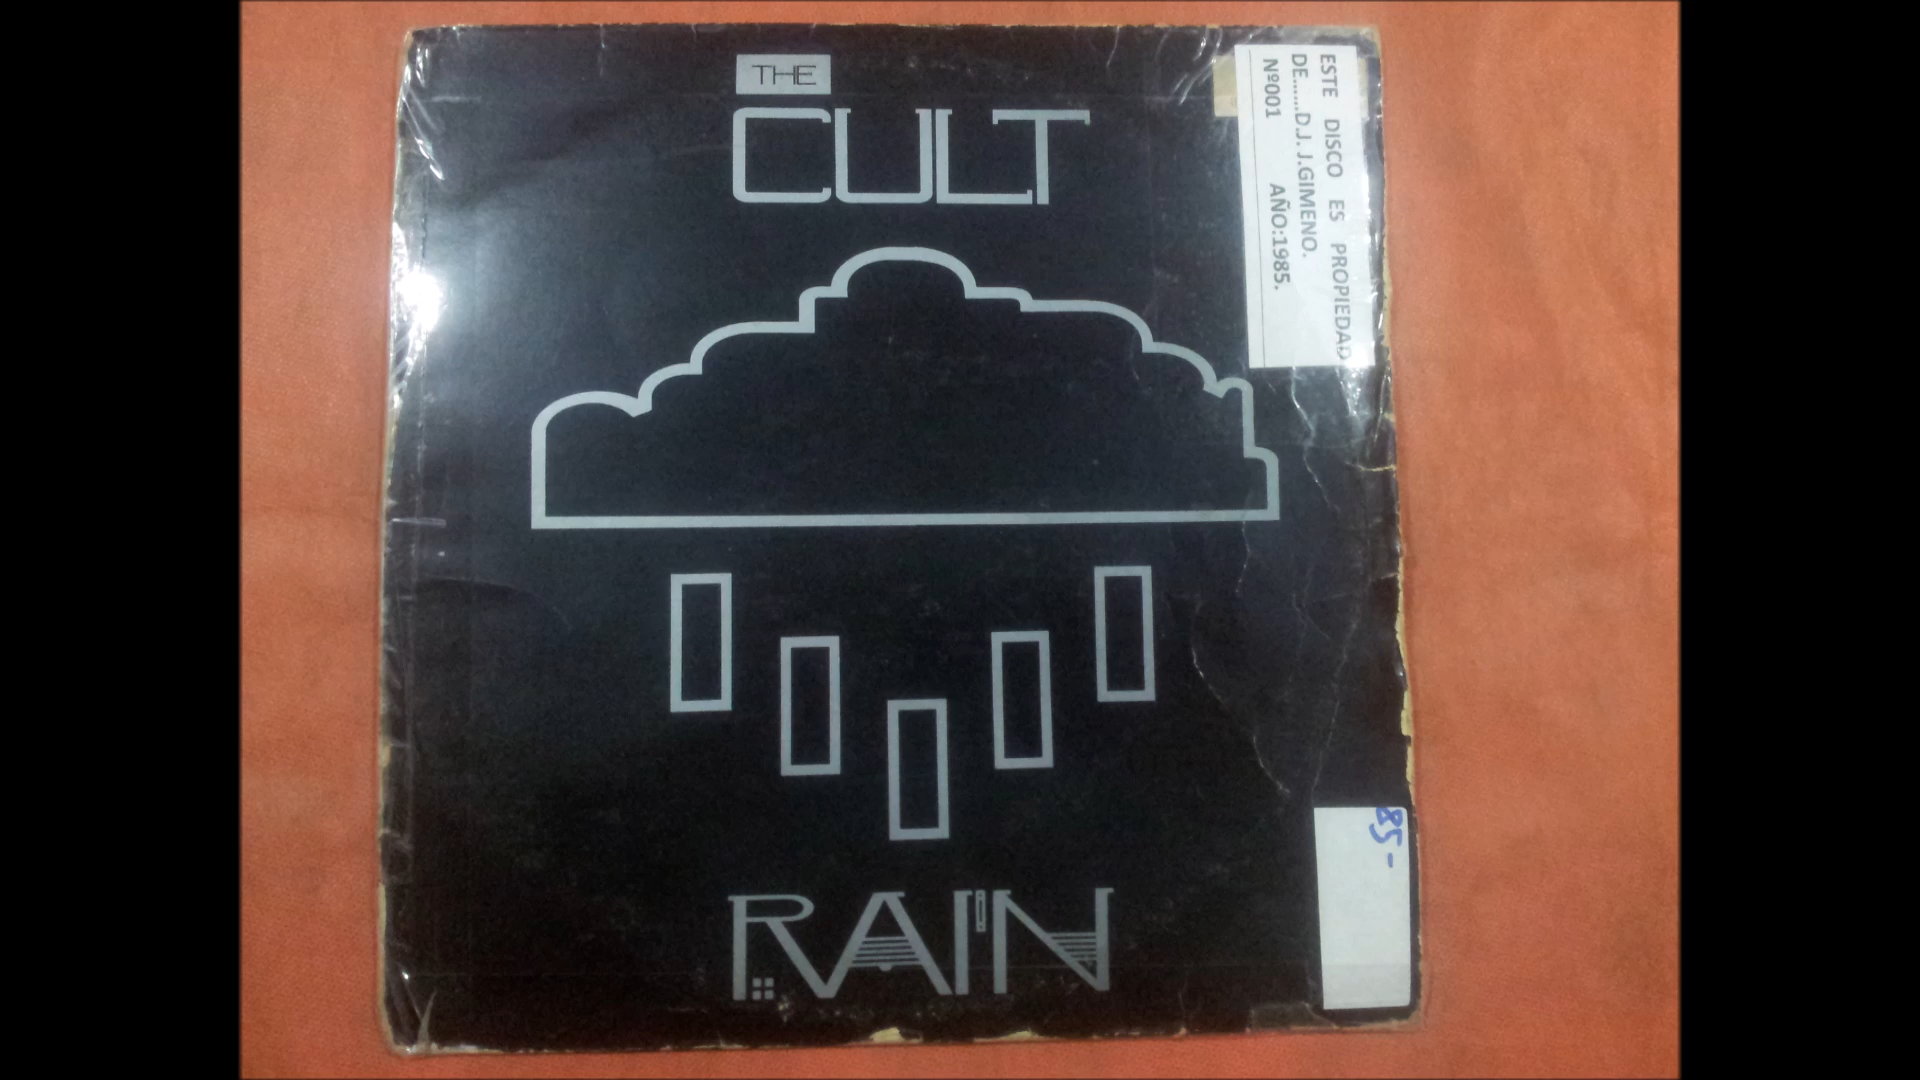 THE
CULT
ESTE DISCO ES PROPIEDAD
DE......D.J. J.GIMENO.
Nº001 AÑO:1985.
85-
RAIN